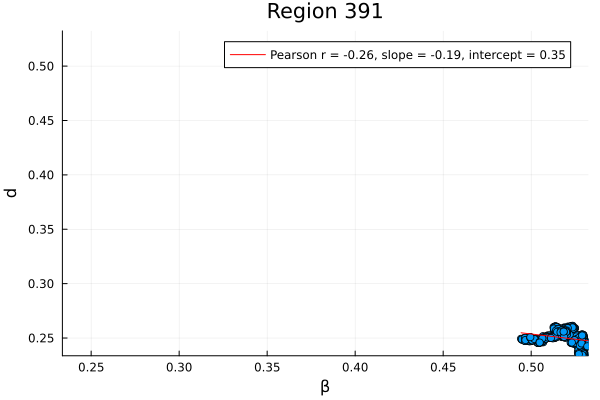 Region 391
Pearson r = -0.26, slope = -0.19, intercept = 0.35
d
0.50
0.45
0.40
0.35
0.30
0.25
0.25 0.30 0.35 0.40 0.45 0.50
β